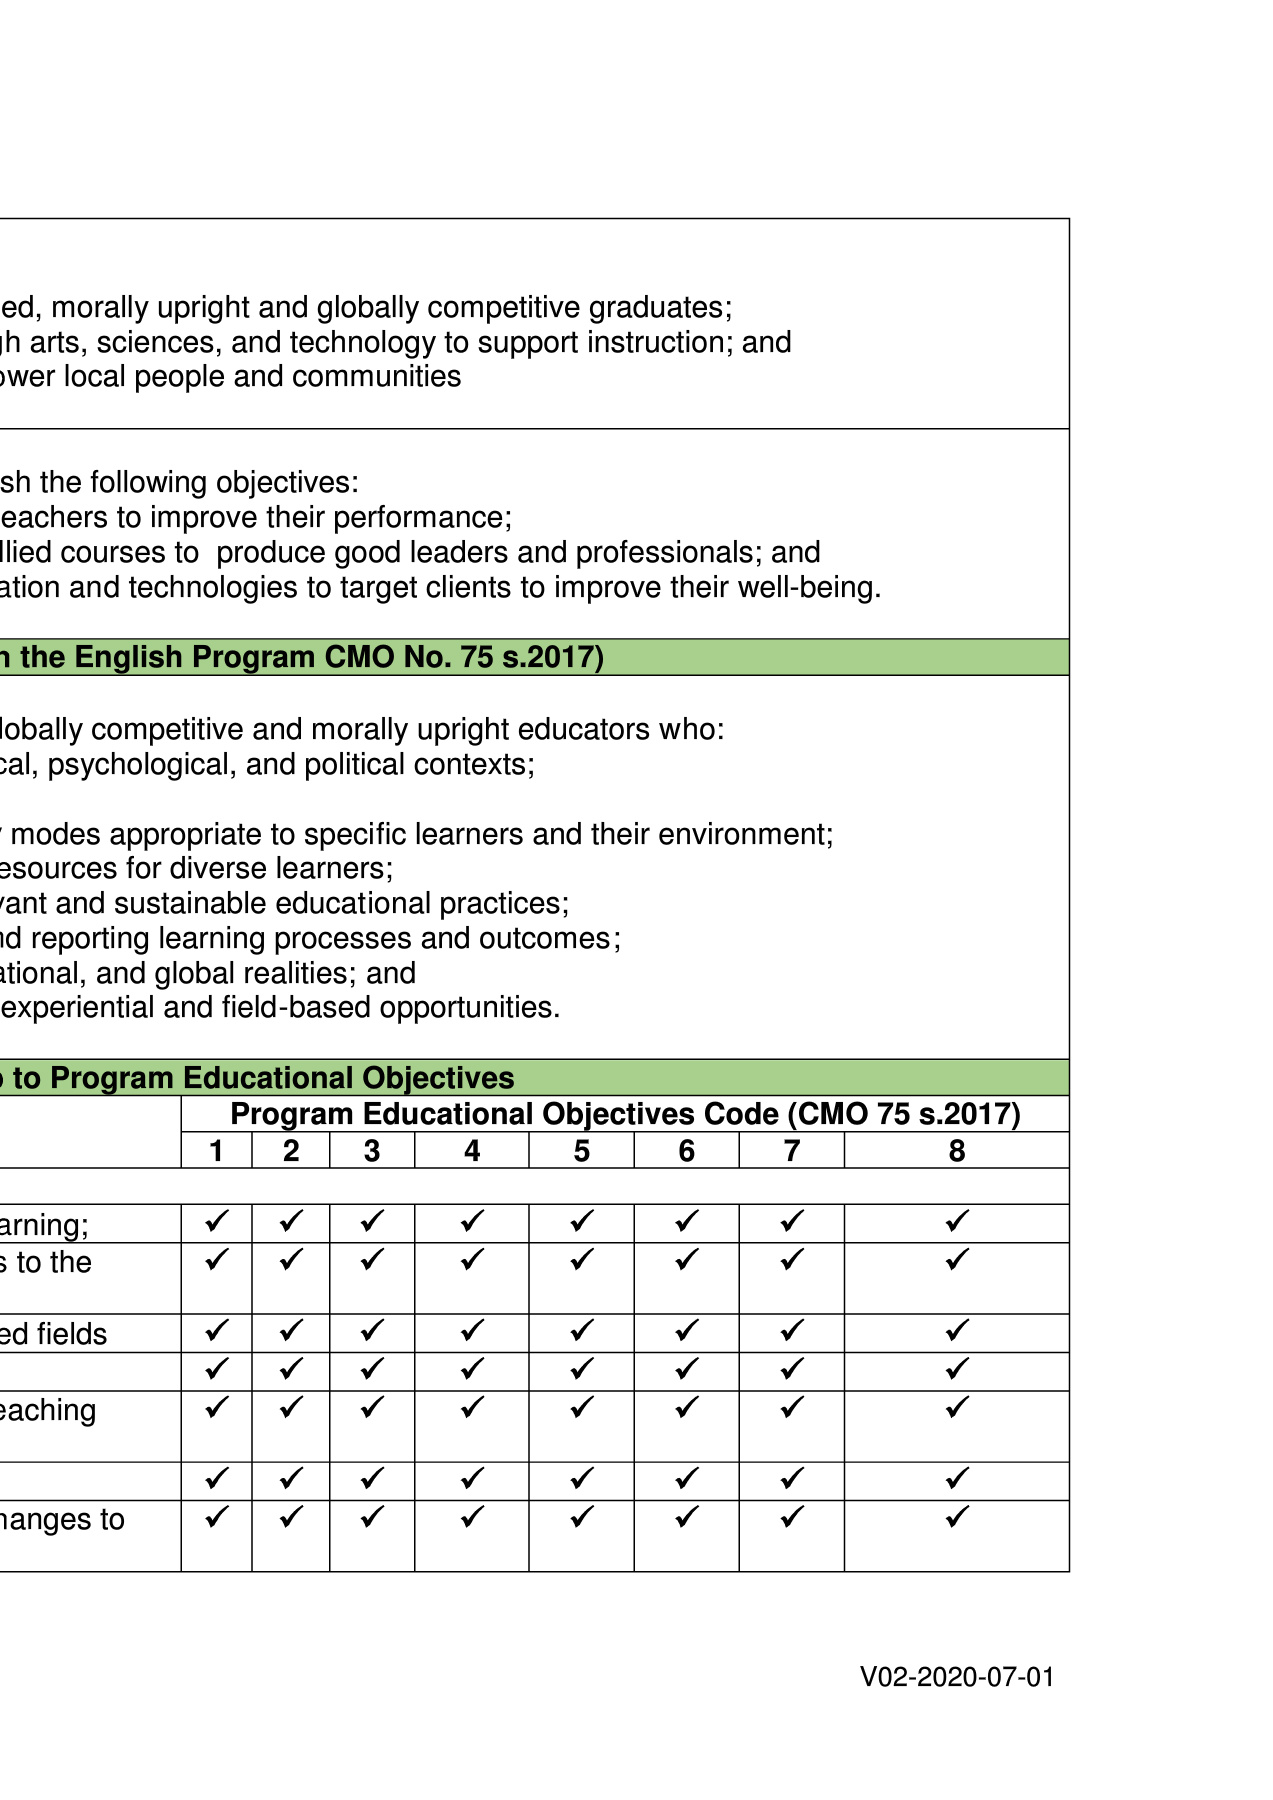 ed, morally upright and globally competitive graduates;
gh arts, sciences, and technology to support instruction; and
ower local people and communities
sh the following objectives:
eachers to improve their performance;
llied courses to  produce good leaders and professionals; and
ation and technologies to target clients to improve their well-being.
n the English Program CMO No. 75 s.2017)
lobally competitive and morally upright educators who:
cal, psychological, and political contexts;
y modes appropriate to specific learners and their environment;
esources for diverse learners;
vant and sustainable educational practices;
nd reporting learning processes and outcomes;
ational, and global realities; and
experiential and field-based opportunities.
p to Program Educational Objectives
Program Educational Objectives Code (CMO 75 s.2017)
1 2 3 4 5 6 7 8
arning; ✓ ✓ ✓ ✓ ✓ ✓ ✓ ✓
s to the ✓ ✓ ✓ ✓ ✓ ✓ ✓ ✓
ed fields ✓ ✓ ✓ ✓ ✓ ✓ ✓ ✓
✓ ✓ ✓ ✓ ✓ ✓ ✓ ✓
eaching ✓ ✓ ✓ ✓ ✓ ✓ ✓ ✓
✓ ✓ ✓ ✓ ✓ ✓ ✓ ✓
hanges to ✓ ✓ ✓ ✓ ✓ ✓ ✓ ✓
V02-2020-07-01